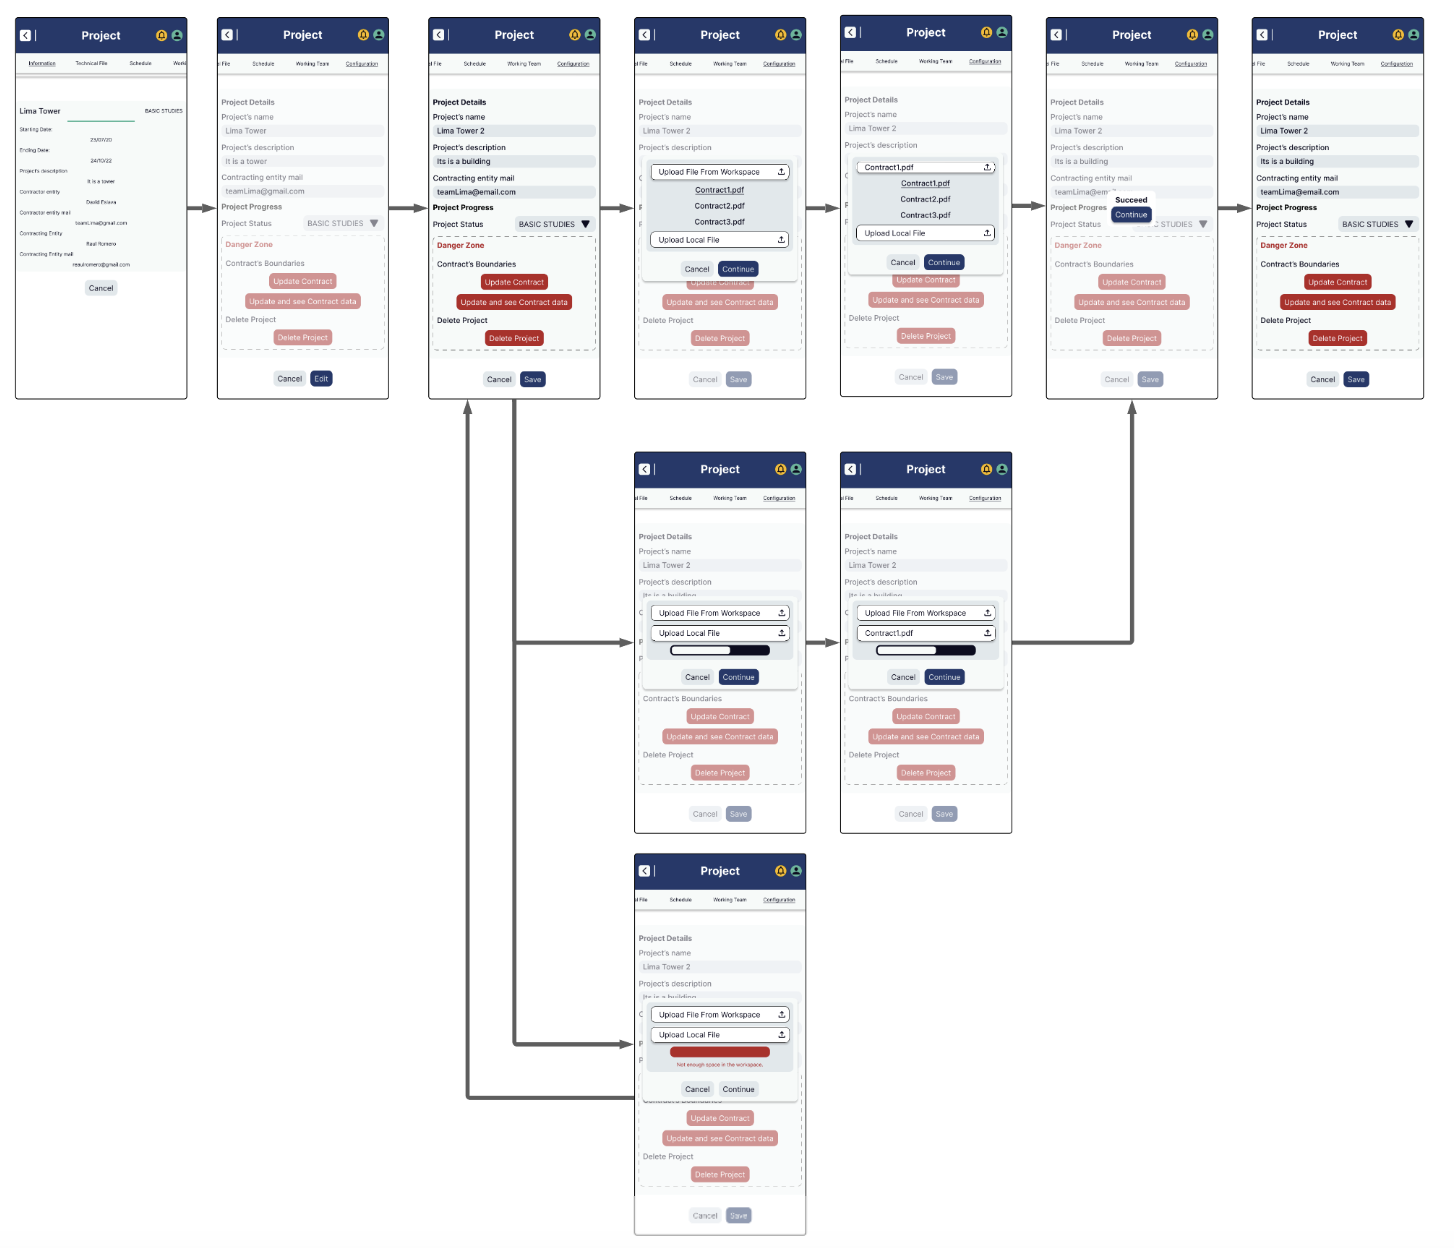 Project
Information Technical File Schedule Worki
Lima Tower BASIC STUDIES
Starting Date:
23/07/20
Ending Date:
24/10/22
Project's description
It is a tower
Contractor entity
David Eslava
Contractor entity mail
teamLima@gmail.com
Contracting Entity
Raul Romero
Contracting Entity mail
realromero@gmail.com
Cancel
Project
al File Schedule Working Team Configuration
Project Details
Project's name
Lima Tower
Project's description
It is a tower
Contracting entity mail
teamLima@gmail.com
Project Progress
Project Status BASIC STUDIES
Danger Zone
Contract's Boundaries
Update Contract
Update and see Contract data
Delete Project
Delete Project
Cancel Edit
Project
al File Schedule Working Team Configuration
Project Details
Project's name
Lima Tower 2
Project's description
Its is a building
Contracting entity mail
teamLima@email.com
Project Progress
Project Status BASIC STUDIES
Danger Zone
Contract's Boundaries
Update Contract
Update and see Contract data
Delete Project
Delete Project
Cancel Save
Project
al File Schedule Working Team Configuration
Project Details
Project's name
Lima Tower 2
Project's description
Upload File From Workspace
Contract1.pdf
Contract2.pdf
Contract3.pdf
Upload Local File
Cancel Continue
Update Contract
Update and see Contract data
Delete Project
Delete Project
Cancel Save
Project
al File Schedule Working Team Configuration
Project Details
Project's name
Lima Tower 2
Project's description
Contract1.pdf
Contract1.pdf
Contract2.pdf
Contract3.pdf
Upload Local File
Cancel Continue
Update Contract
Update and see Contract data
Delete Project
Delete Project
Cancel Save
Project
al File Schedule Working Team Configuration
Project Details
Project's name
Lima Tower 2
Project's description
Its is a building
Contracting entity mail
teamLima@em
Succeed
Project Progres
Continue
Project Status IC STUDIES
Danger Zone
Contract's Boundaries
Update Contract
Update and see Contract data
Delete Project
Delete Project
Cancel Save
Project
al File Schedule Working Team Configuration
Project Details
Project's name
Lima Tower 2
Project's description
Its is a building
Contracting entity mail
teamLima@email.com
Project Progress
Project Status BASIC STUDIES
Danger Zone
Contract's Boundaries
Update Contract
Update and see Contract data
Delete Project
Delete Project
Cancel Save
Project
al File Schedule Working Team Configuration
Project Details
Project's name
Lima Tower 2
Project's description
Its is a building
Upload File From Workspace
Upload Local File
Cancel Continue
Contract's Boundaries
Update Contract
Update and see Contract data
Delete Project
Delete Project
Cancel Save
Project
al File Schedule Working Team Configuration
Project Details
Project's name
Lima Tower 2
Project's description
Its is a building
Upload File From Workspace
Contract1.pdf
Cancel Continue
Contract's Boundaries
Update Contract
Update and see Contract data
Delete Project
Delete Project
Cancel Save
Project
al File Schedule Working Team Configuration
Project Details
Project's name
Lima Tower 2
Project's description
Its is a building
Upload File From Workspace
Upload Local File
Not enough space in the workspace.
Cancel Continue
Contract's Boundaries
Update Contract
Update and see Contract data
Delete Project
Delete Project
Cancel Save